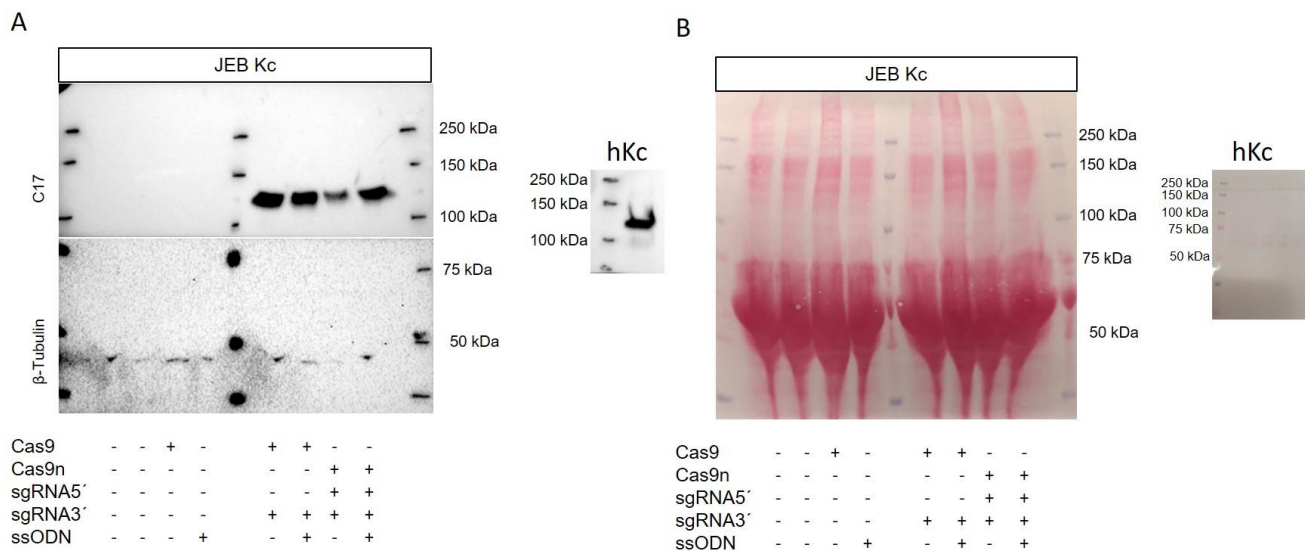 A
JEB Kc
C17
250 kDa
150 kDa
100 kDa
β-Tubulin
75 kDa
50 kDa
hKc
250 kDa
150 kDa
100 kDa
Cas9 - - + - + + - -
Cas9n - - - - - - + +
sgRNA5´ - - - - - - + +
sgRNA3´ - - - - + + + +
ssODN - - - + - + - +
B
JEB Kc
250 kDa
150 kDa
100 kDa
75 kDa
50 kDa
hKc
250 kDa
150 kDa
100 kDa
75 kDa
50 kDa
Cas9 - - + - + + - -
Cas9n - - - - - - + +
sgRNA5´ - - - - - - + +
sgRNA3´ - - - - + + + +
ssODN - - - + - + - +